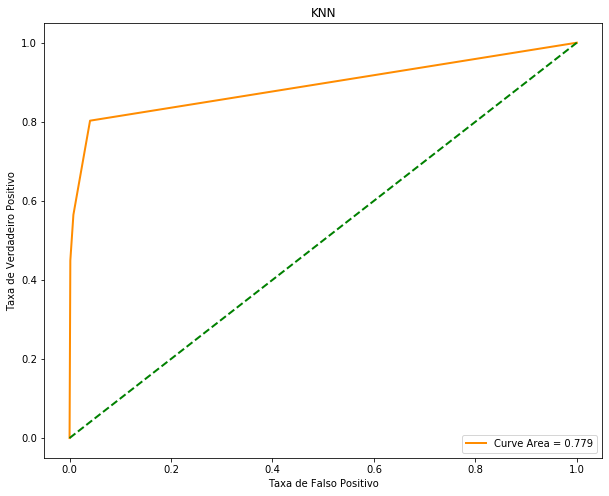 KNN
1.0
0.8
0.6
0.4
0.2
0.0
Taxa de Verdadeiro Positivo
0.0 0.2 0.4 0.6 0.8 1.0
Taxa de Falso Positivo
Curve Area = 0.779